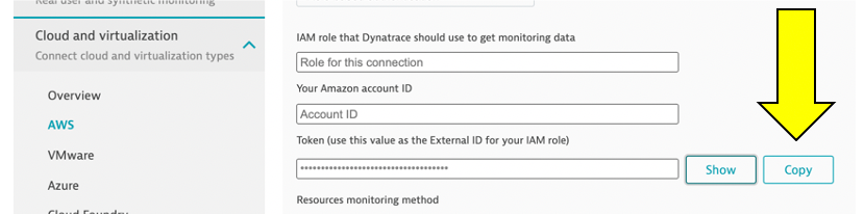 Real user and synthetic monitoring
Cloud and virtualization
Connect cloud and virtualization types
Overview
AWS
VMware
Azure
Cloud Foundry
IAM role that Dynatrace should use to get monitoring data
Role for this connection
Your Amazon account ID
Account ID
Token (use this value as the External ID for your IAM role)
************************************
Show
Copy
Resources monitoring method